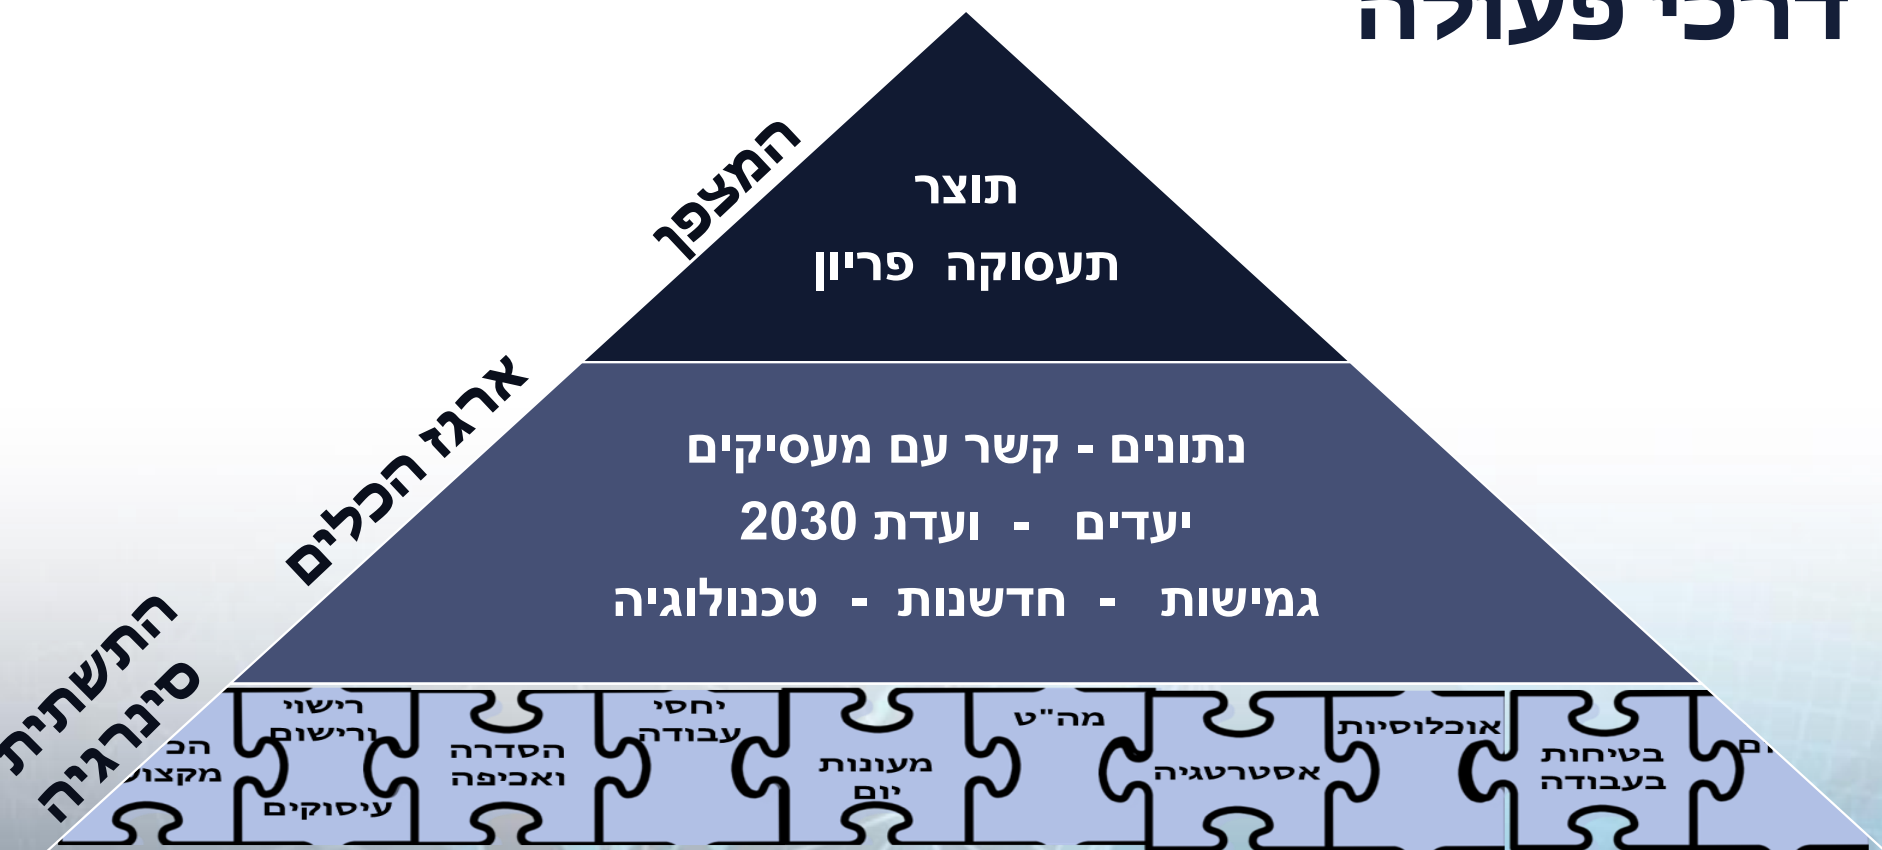 דרכי פעולה
המצפן
תוצר
תעסוקה פריון
ארגז הכלים
נתונים - קשר עם מעסיקים
יעדים - ועדת 2030
גמישות - חדשנות - טכנולוגיה
התשתית
סינרגיה
בטיחות
בעבודה
אוכלוסיות
אסטרטגיה
מה"ט
מעונות
יום
יחסי
עבודה
הסדרה
ואכיפה
רישוי
ורישום
עיסוקים